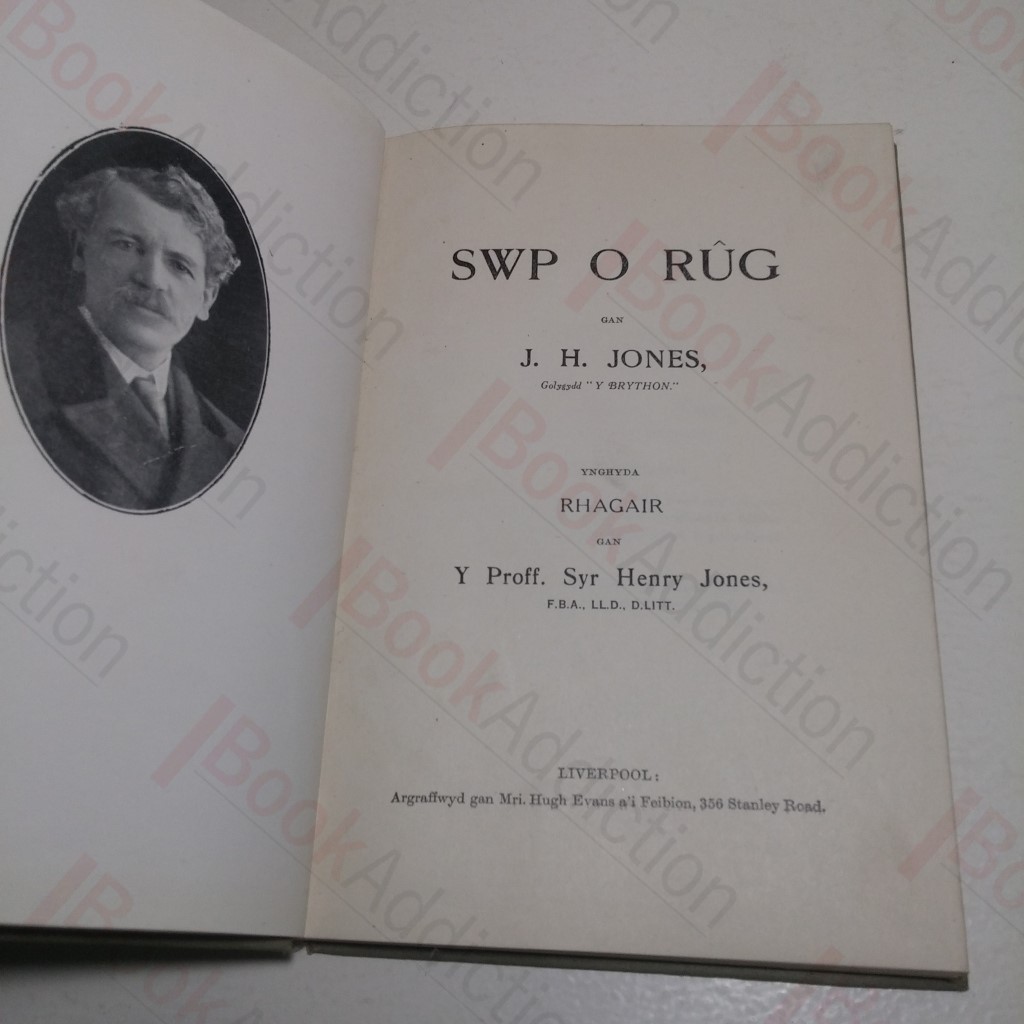 SWP O RÛG
GAN
J. H. JONES,
Golygydd "Y BRYTHON."
YNGHYDA
RHAGAIR
GAN
Y Proff. Syr Henry Jones,
F.B.A., LL.D., D.LITT.
LIVERPOOL:
Argraffwyd gan Mri. Hugh Evans a'i Feibion, 356 Stanley Road.
BookAddiction